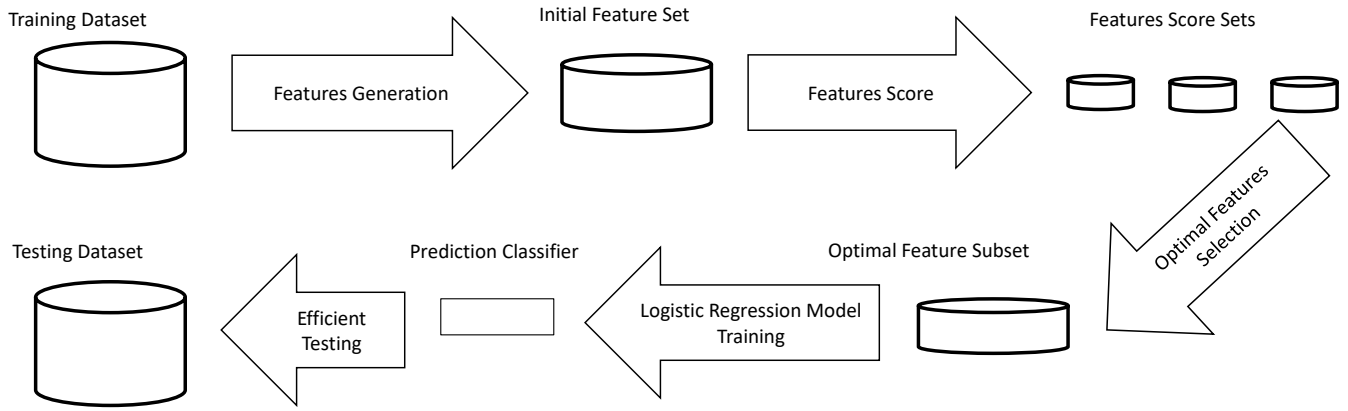 Training Dataset
Initial Feature Set
Features Score Sets
Features Generation
Features Score
Optimal Features
Selection
Testing Dataset
Prediction Classifier
Optimal Feature Subset
Logistic Regression Model
Training
Efficient
Testing